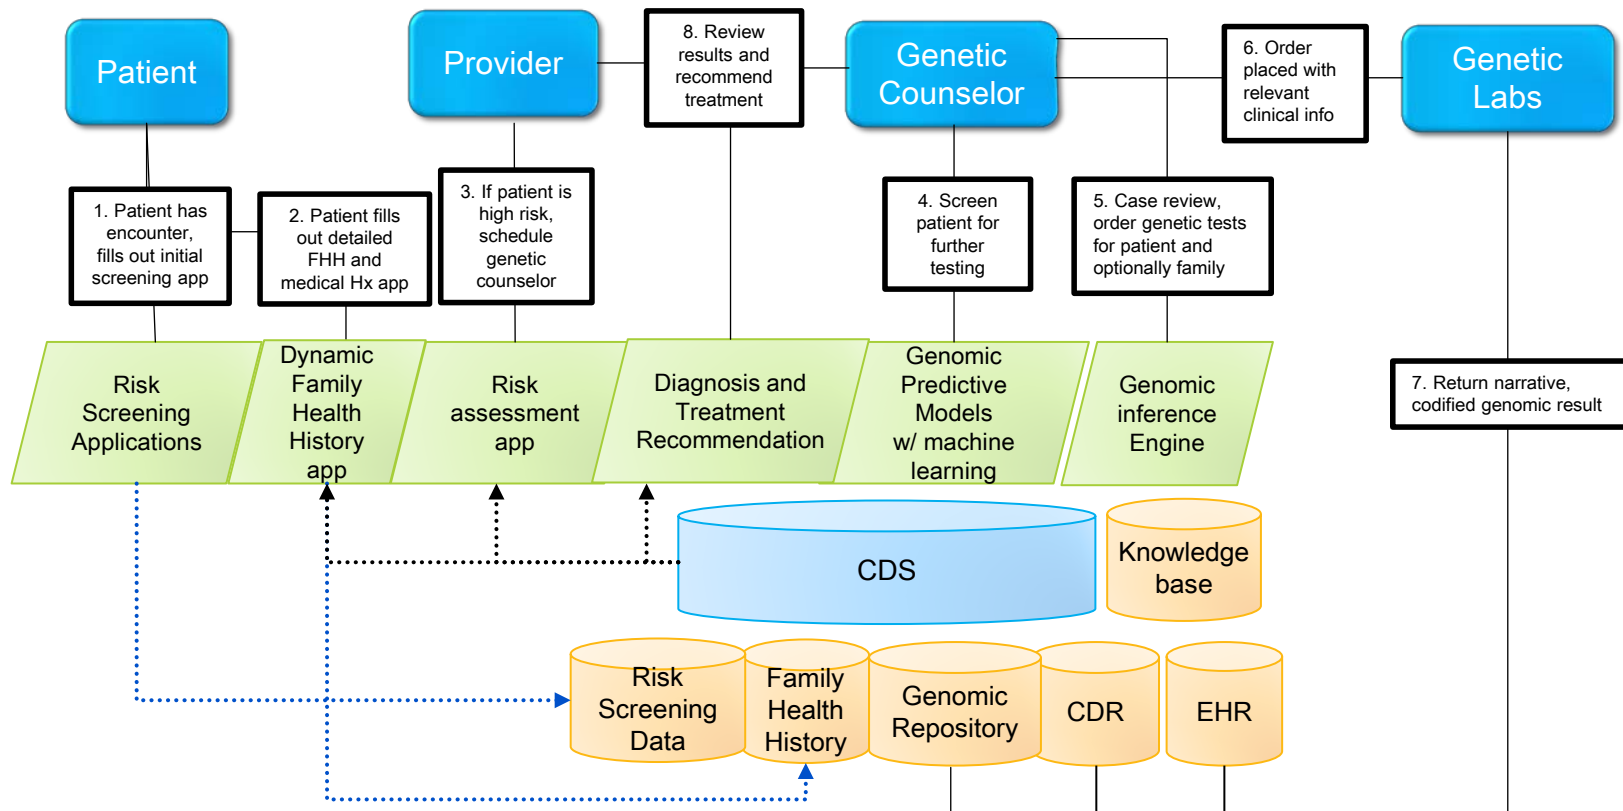 Patient
Provider
8. Review
results and
recommend
treatment
Genetic
Counselor
6. Order
placed with
relevant
clinical info
Genetic
Labs
1. Patient has
encounter,
fills out initial
screening app
2. Patient fills
out detailed
FHH and
medical Hx app
3. If patient is
high risk,
schedule
genetic
counselor
4. Screen
patient for
further
testing
5. Case review,
order genetic tests
for patient and
optionally family
7. Return narrative,
codified genomic result
Risk
Screening
Applications
Dynamic
Family
Health
History
app
Risk
assessment
app
Diagnosis and
Treatment
Recommendation
Genomic
Predictive
Models
w/ machine
learning
Genomic
inference
Engine
CDS
Knowledge
base
Risk
Screening
Data
Family
Health
History
Genomic
Repository
CDR
EHR